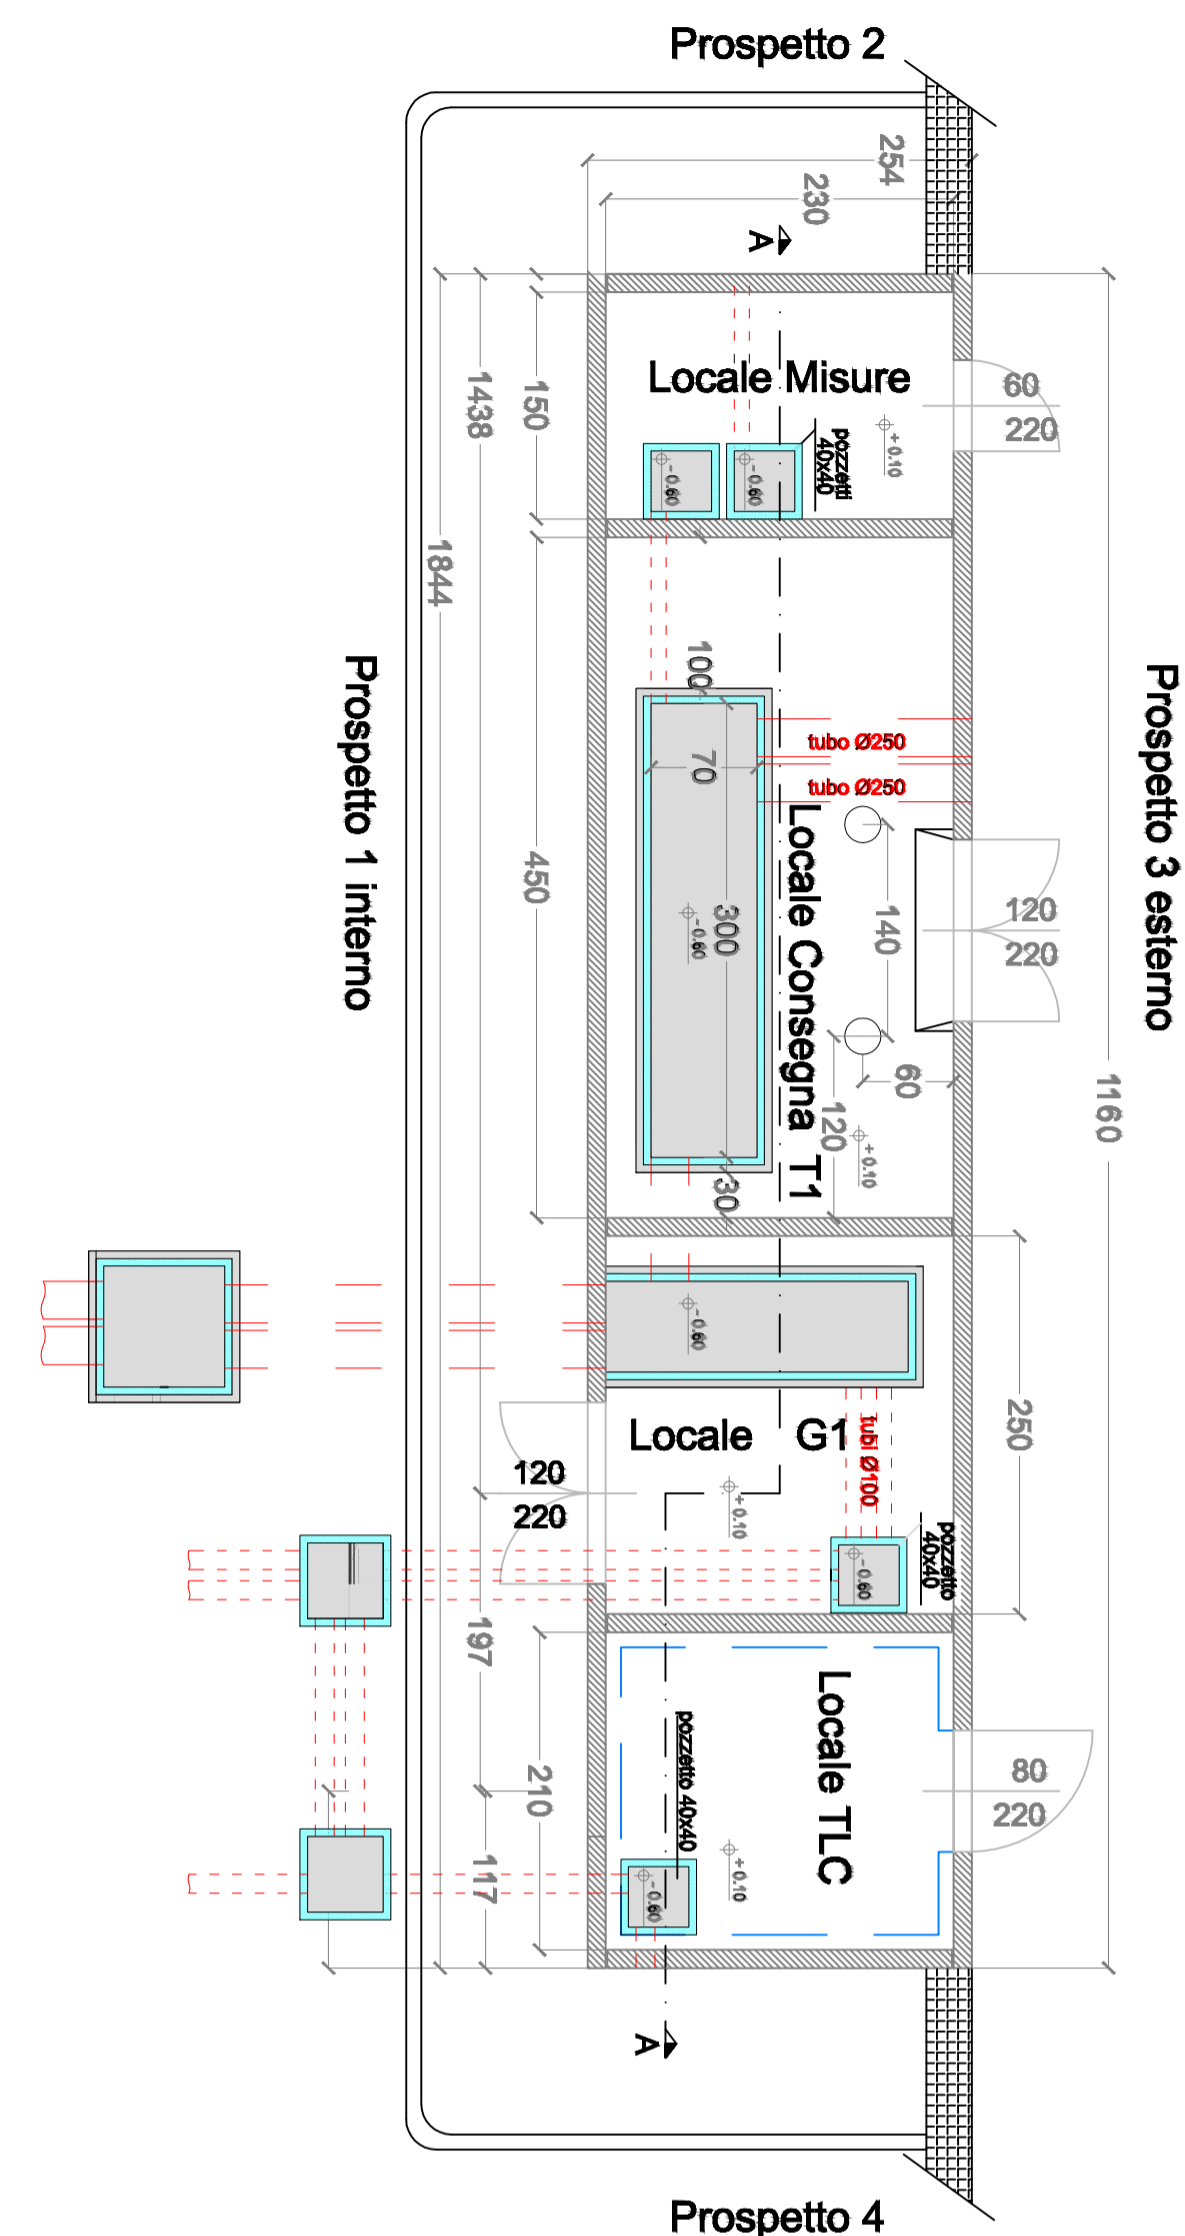 Prospetto 2
254
230
A
Locale Misure
60
220
+ 0.10
pozzetti
40x40
- 0.60
- 0.60
150
1438
1844
100
70
tubo Ø250
tubo Ø250
Locale Consegna T1
300
- 0.60
140
120
220
60
120
+ 0.10
30
450
Prospetto 1 interno
Prospetto 3 esterno
1160
- 0.60
250
Locale G1
tubi Ø100
120
220
+ 0.10
pozzetto
40x40
- 0.60
197
210
117
Locale TLC
pozzetto 40x40
80
220
+ 0.10
- 0.60
A
Prospetto 4